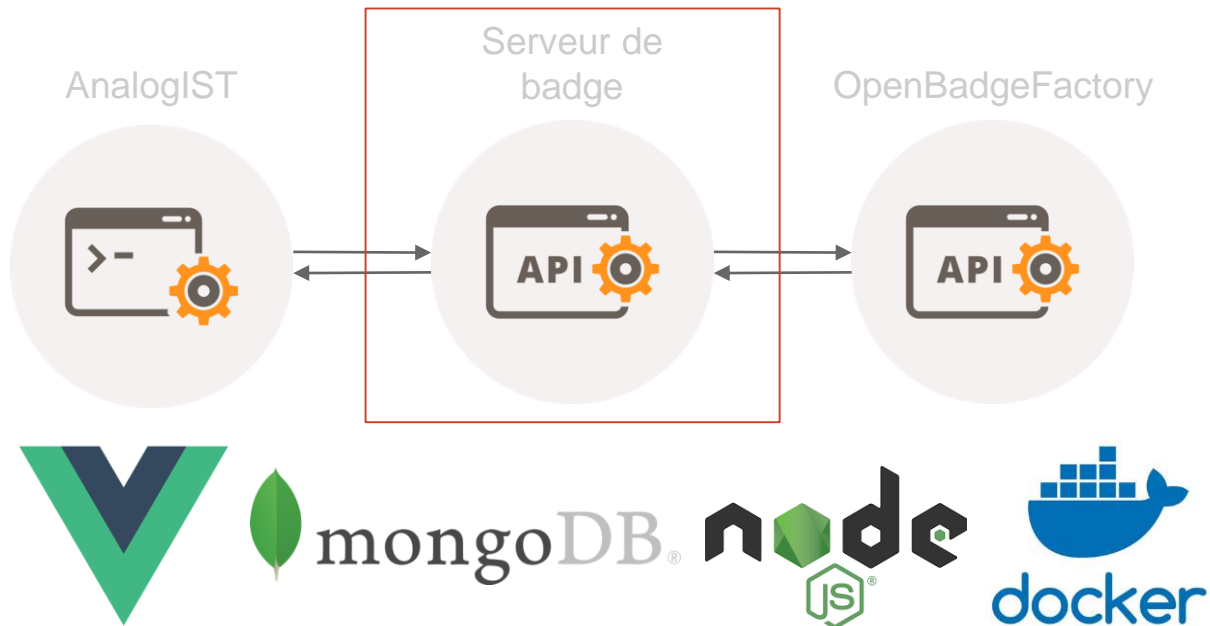 AnalogIST
Serveur de
badge
OpenBadgeFactory
>-
API
API
mongoDB®
node
JS®
docker